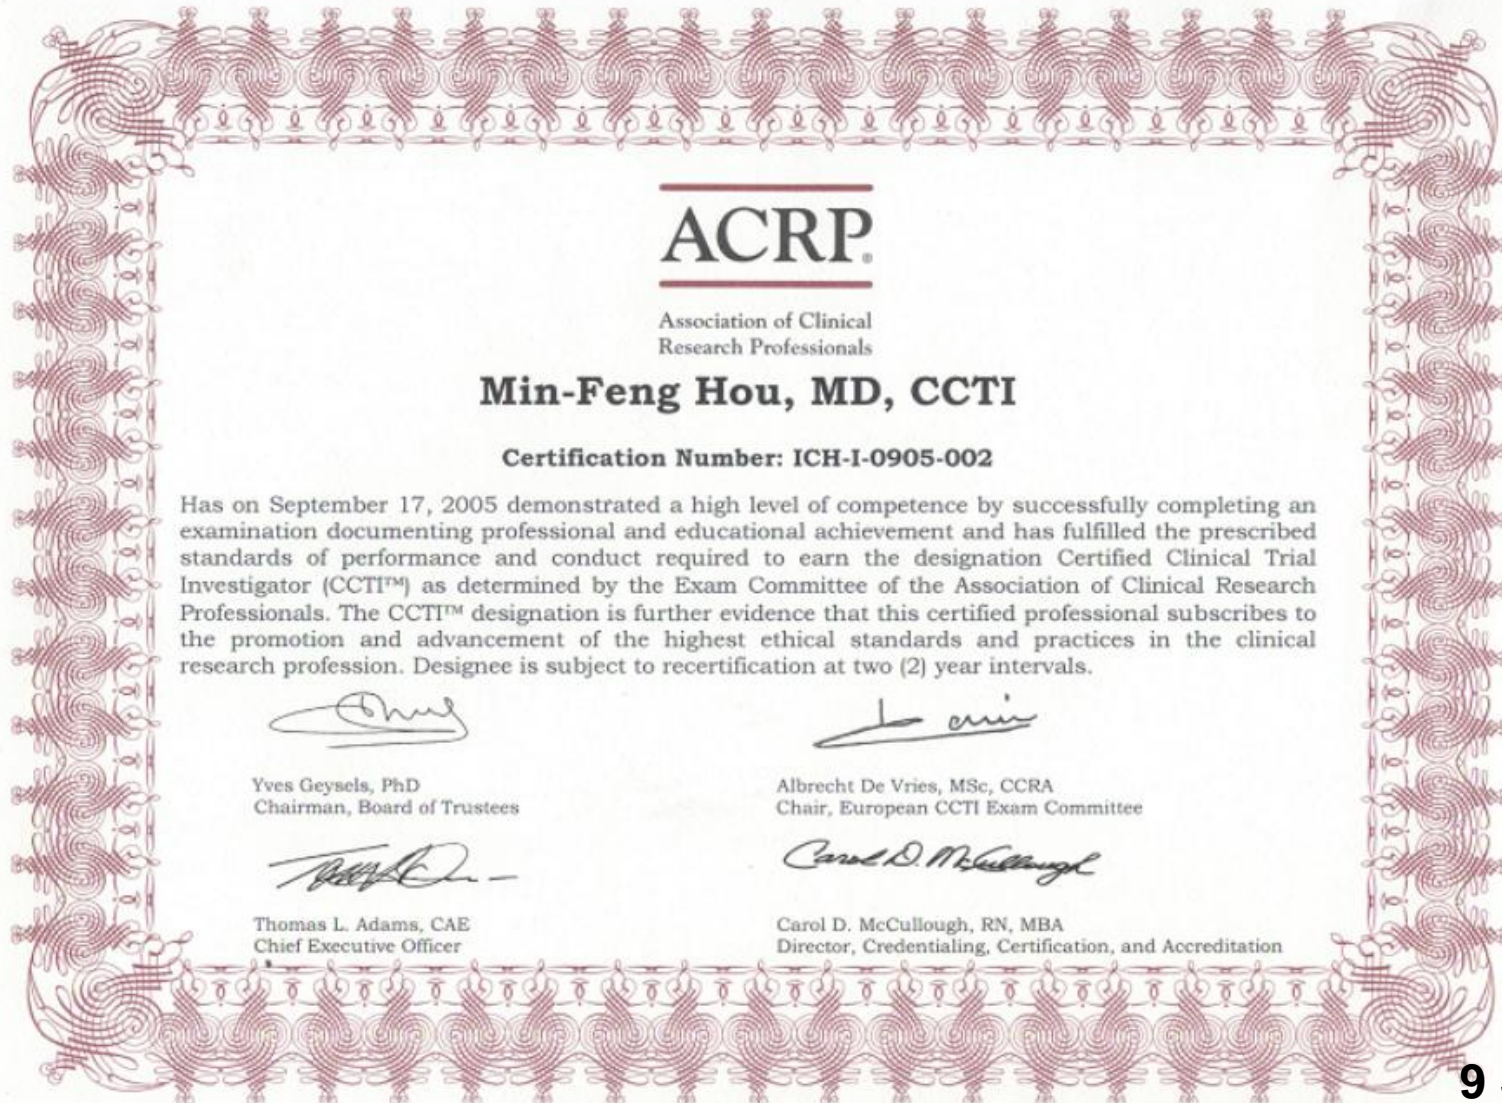 ACRP®
Association of Clinical
Research Professionals
Min-Feng Hou, MD, CCTI
Certification Number: ICH-I-0905-002
Has on September 17, 2005 demonstrated a high level of competence by successfully completing an
examination documenting professional and educational achievement and has fulfilled the prescribed
standards of performance and conduct required to earn the designation Certified Clinical Trial
Investigator (CCTI™) as determined by the Exam Committee of the Association of Clinical Research
Professionals. The CCTI™ designation is further evidence that this certified professional subscribes to
the promotion and advancement of the highest ethical standards and practices in the clinical
research profession. Designee is subject to recertification at two (2) year intervals.
Yves Geysels, PhD
Chairman, Board of Trustees
Albrecht De Vries, MSc, CCRA
Chair, European CCTI Exam Committee
Carol D. McCullough
Thomas L. Adams, CAE
Chief Executive Officer
Carol D. McCullough, RN, MBA
Director, Credentialing, Certification, and Accreditation
9